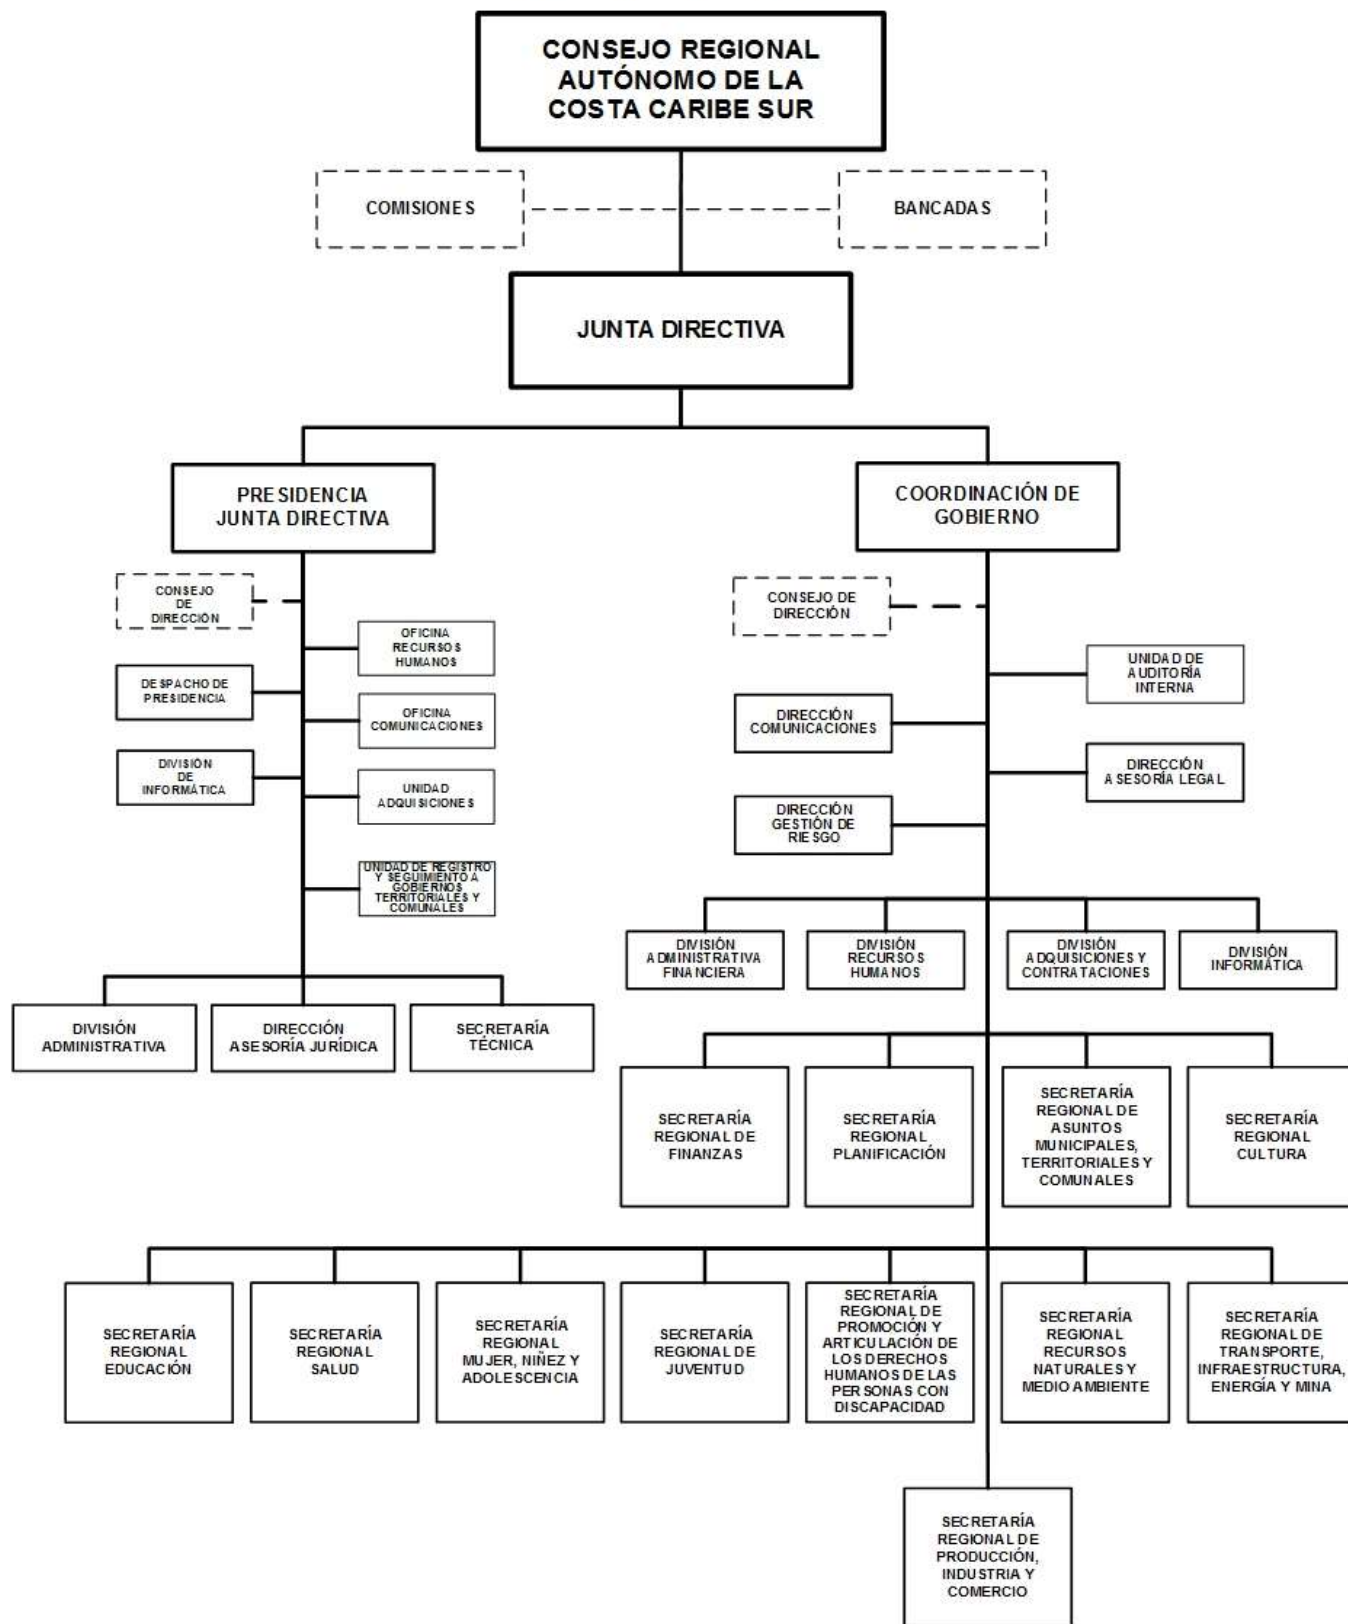 CONSEJO REGIONAL
AUTÓNOMO DE LA
COSTA CARIBE SUR
COMISIONES
BANCADAS
JUNTA DIRECTIVA
PRESIDENCIA
JUNTA DIRECTIVA
COORDINACIÓN DE
GOBIERNO
CONSEJO
DE
DIRECCIÓN
OFICINA
RECURSOS
HUMANOS
DESPACHO DE
PRESIDENCIA
OFICINA
COMUNICACIONES
DIVISIÓN
DE
INFORMÁTICA
UNIDAD
ADQUISICIONES
UNIDAD DE REGISTRO
Y SEGUIMIENTO A
GOBIERNOS
TERRITORIALES Y
COMUNALES
DIVISIÓN
ADMINISTRATIVA
DIRECCIÓN
ASESORÍA JURÍDICA
SECRETARÍA
TÉCNICA
CONSEJO DE
DIRECCIÓN
UNIDAD DE
AUDITORÍA
INTERNA
DIRECCIÓN
COMUNICACIONES
DIRECCIÓN
ASESORÍA LEGAL
DIRECCIÓN
GESTIÓN DE
RIESGO
DIVISIÓN
ADMINISTRATIVA
FINANCIERA
DIVISIÓN
RECURSOS
HUMANOS
DIVISIÓN
ADQUISICIONES Y
CONTRATACIONES
DIVISIÓN
INFORMÁTICA
SECRETARÍA
REGIONAL DE
FINANZAS
SECRETARÍA
REGIONAL
PLANIFICACIÓN
SECRETARÍA
REGIONAL DE
ASUNTOS
MUNICIPALES,
TERRITORIALES Y
COMUNALES
SECRETARÍA
REGIONAL
CULTURA
SECRETARÍA
REGIONAL
EDUCACIÓN
SECRETARÍA
REGIONAL
SALUD
SECRETARÍA
REGIONAL
MUJER, NIÑEZ Y
ADOLESCENCIA
SECRETARÍA
REGIONAL DE
JUVENTUD
SECRETARÍA
REGIONAL DE
PROMOCIÓN Y
ARTICULACIÓN DE
LOS DERECHOS
HUMANOS DE LAS
PERSONAS CON
DISCAPACIDAD
SECRETARÍA
REGIONAL
RECURSOS
NATURALES Y
MEDIO AMBIENTE
SECRETARÍA
REGIONAL DE
TRANSPORTE,
INFRAESTRUCTURA,
ENERGÍA Y MINA
SECRETARÍA
REGIONAL DE
PRODUCCIÓN,
INDUSTRIA Y
COMERCIO